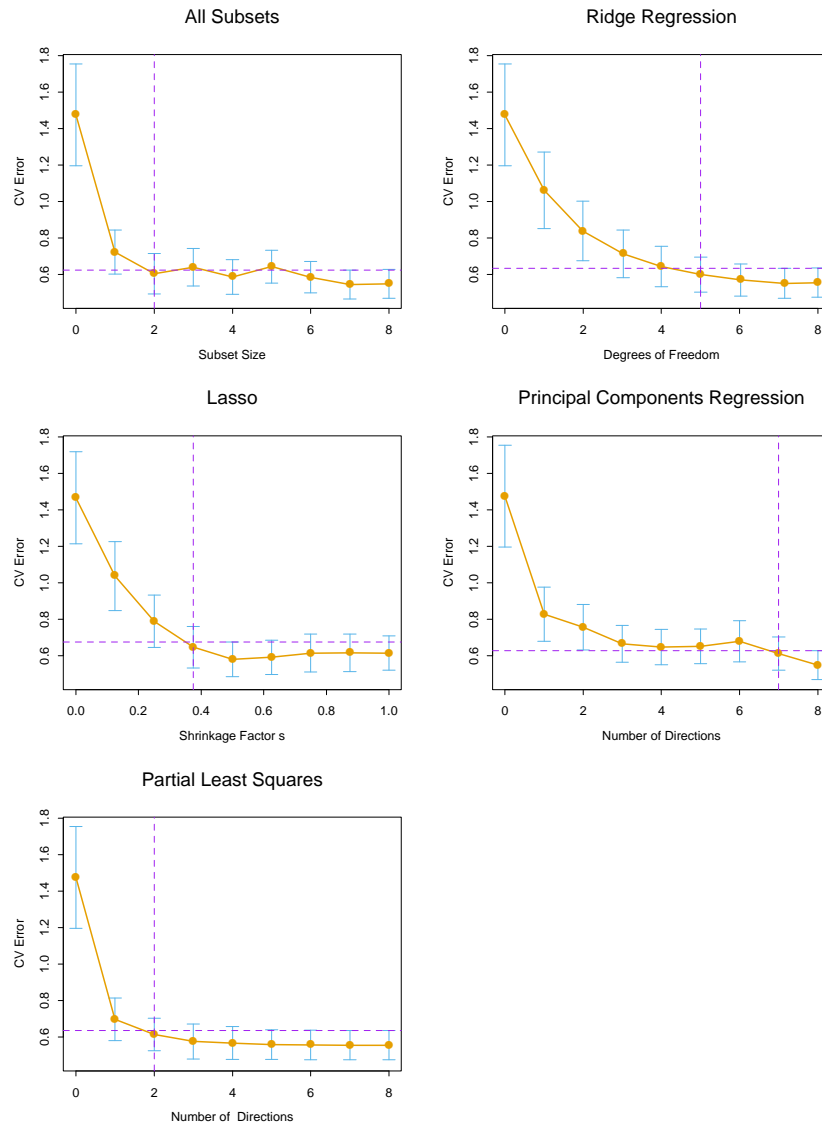 All Subsets
1.8
1.6
1.4
1.2
1.0
0.8
0.6
CV Error
0 2 4 6 8
Subset Size
Ridge Regression
1.8
1.6
1.4
1.2
1.0
0.8
0.6
CV Error
0 2 4 6 8
Degrees of Freedom
Lasso
1.8
1.6
1.4
1.2
1.0
0.8
0.6
CV Error
0.0 0.2 0.4 0.6 0.8 1.0
Shrinkage Factor s
Principal Components Regression
1.8
1.6
1.4
1.2
1.0
0.8
0.6
CV Error
0 2 4 6 8
Number of Directions
Partial Least Squares
1.8
1.6
1.4
1.2
1.0
0.8
0.6
CV Error
0 2 4 6 8
Number of Directions